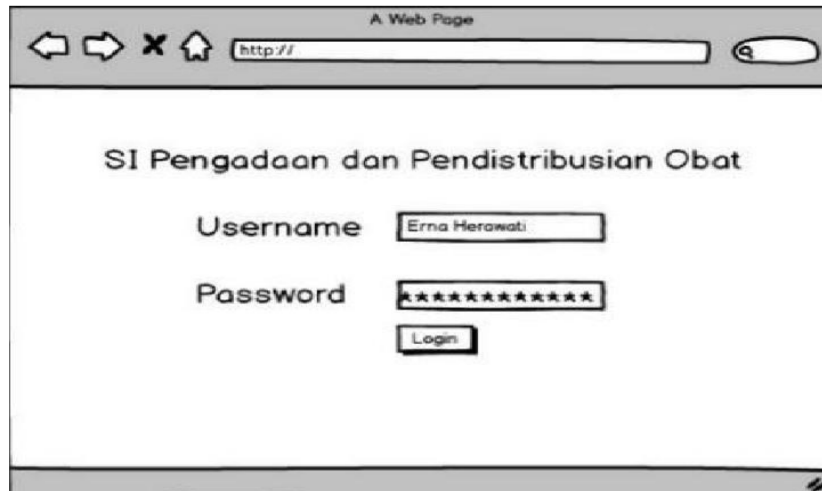 A Web Page
http://
SI Pengadaan dan Pendistribusian Obat
Username Erna Herawati
Password ************
Login